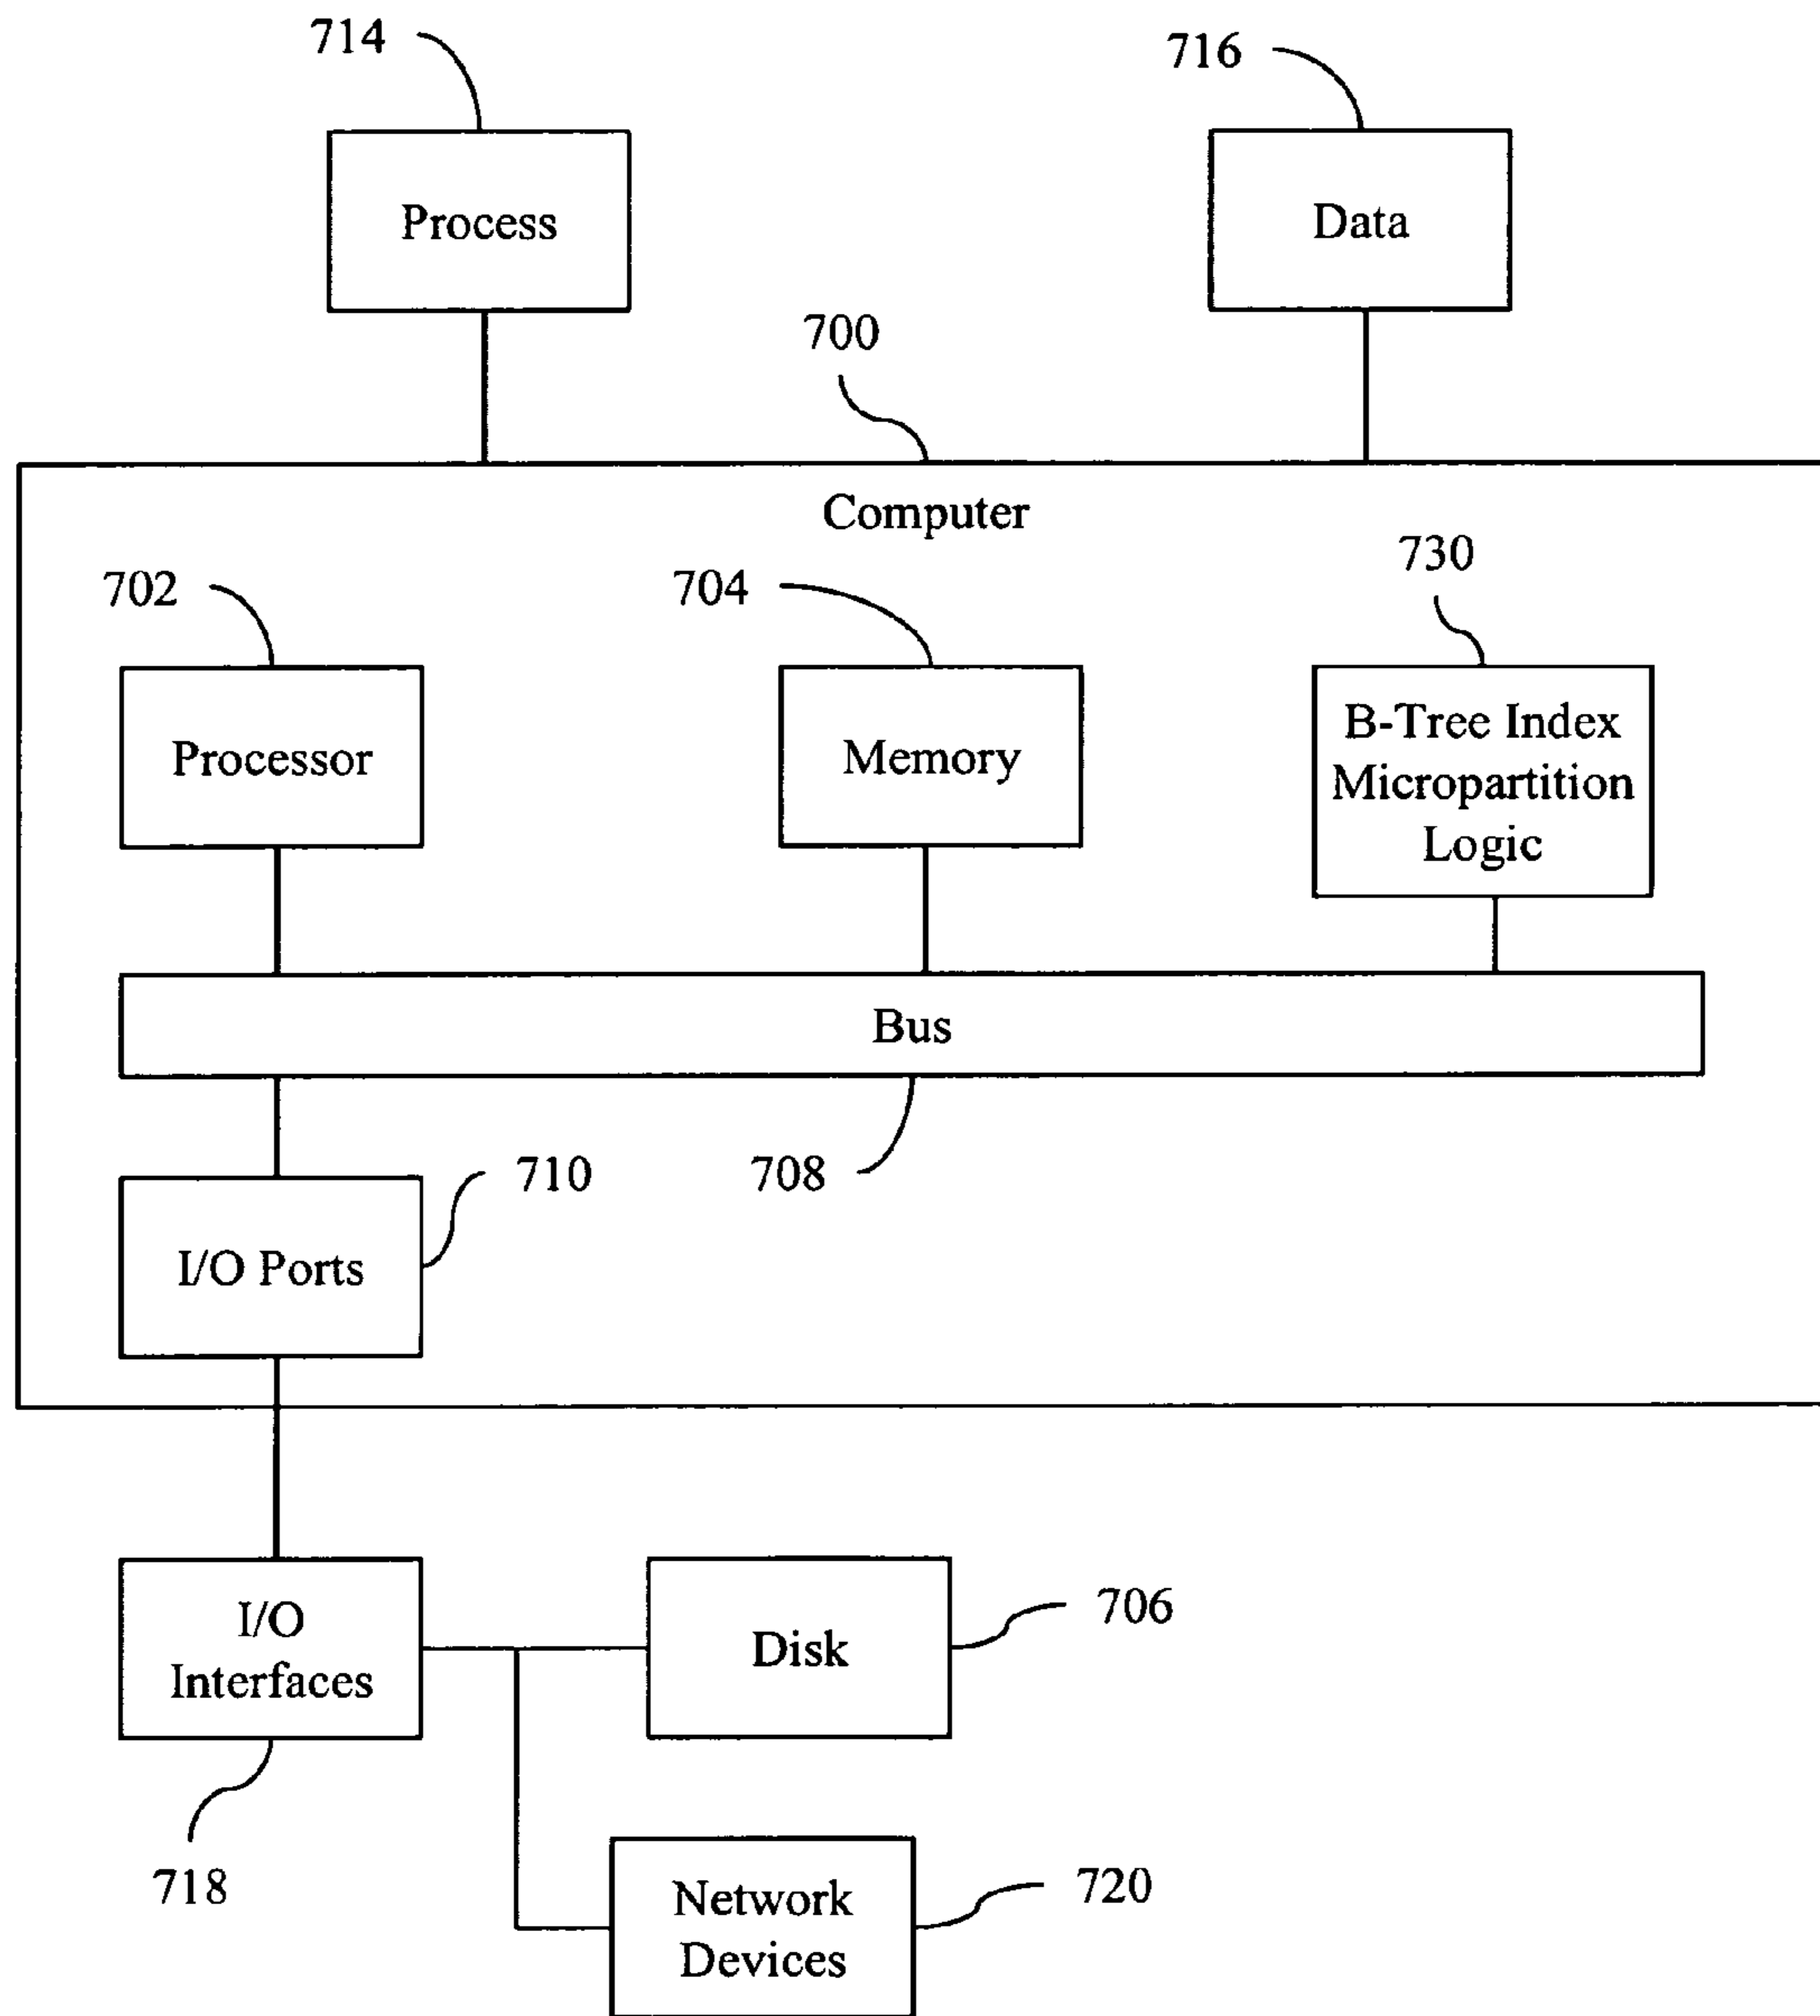 714
716
Process
Data
700
Computer
730
702
704
Processor
Memory
B-Tree Index
Micropartition
Logic
Bus
710
708
I/O Ports
I/O
Interfaces
Disk
706
718
Network
Devices
720